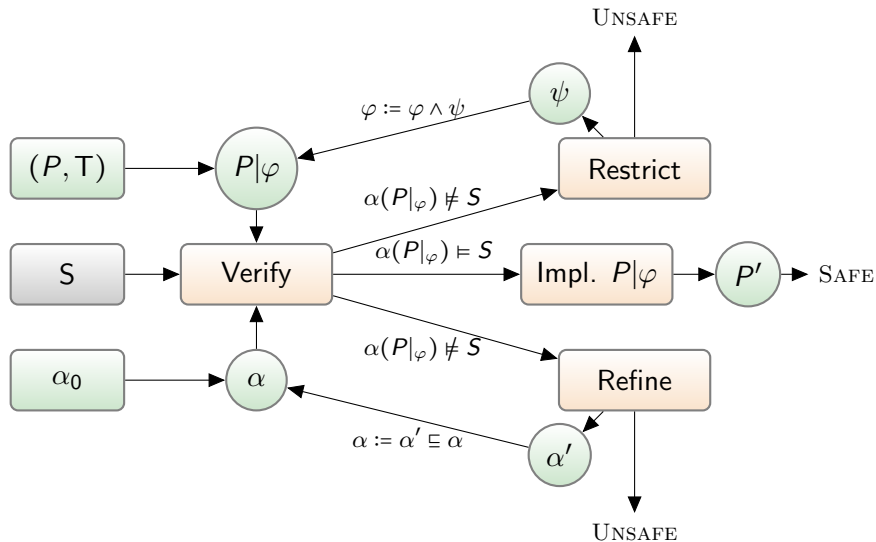 UNSAFE
ψ
φ := φ ∧ ψ
(P, T)
P|φ
Restrict
α(P|φ) ⊭ S
α(P|φ) ⊨ S
S
Verify
Impl. P|φ
P′
SAFE
α(P|φ) ⊭ S
α₀
α
Refine
α := α′ ⊑ α
α′
UNSAFE